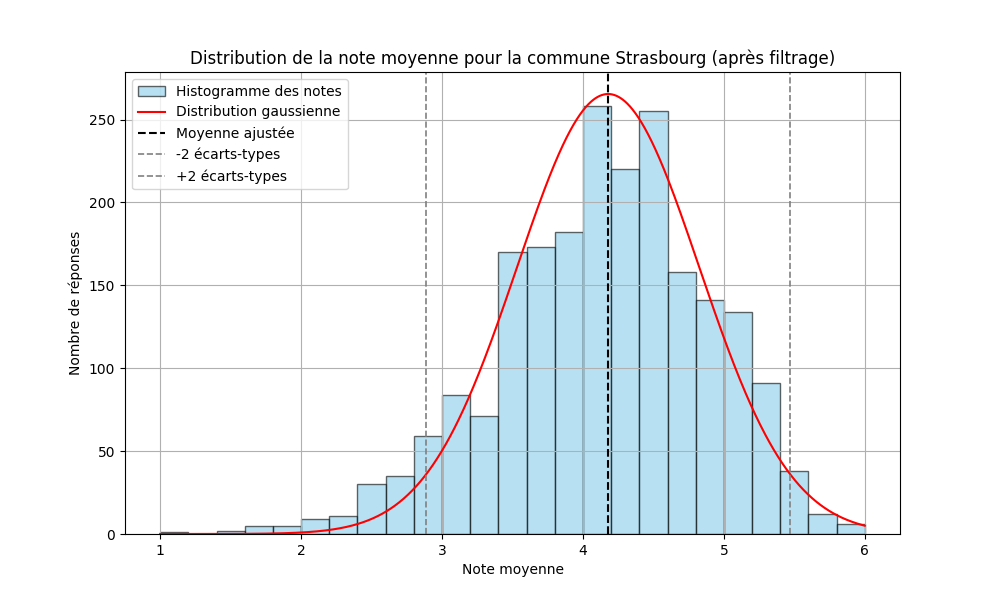 Distribution de la note moyenne pour la commune Strasbourg (après filtrage)
Histogramme des notes
Distribution gaussienne
Moyenne ajustée
-2 écarts-types
+2 écarts-types
Nombre de réponses
250
200
150
100
50
0
1 2 3 4 5 6
Note moyenne